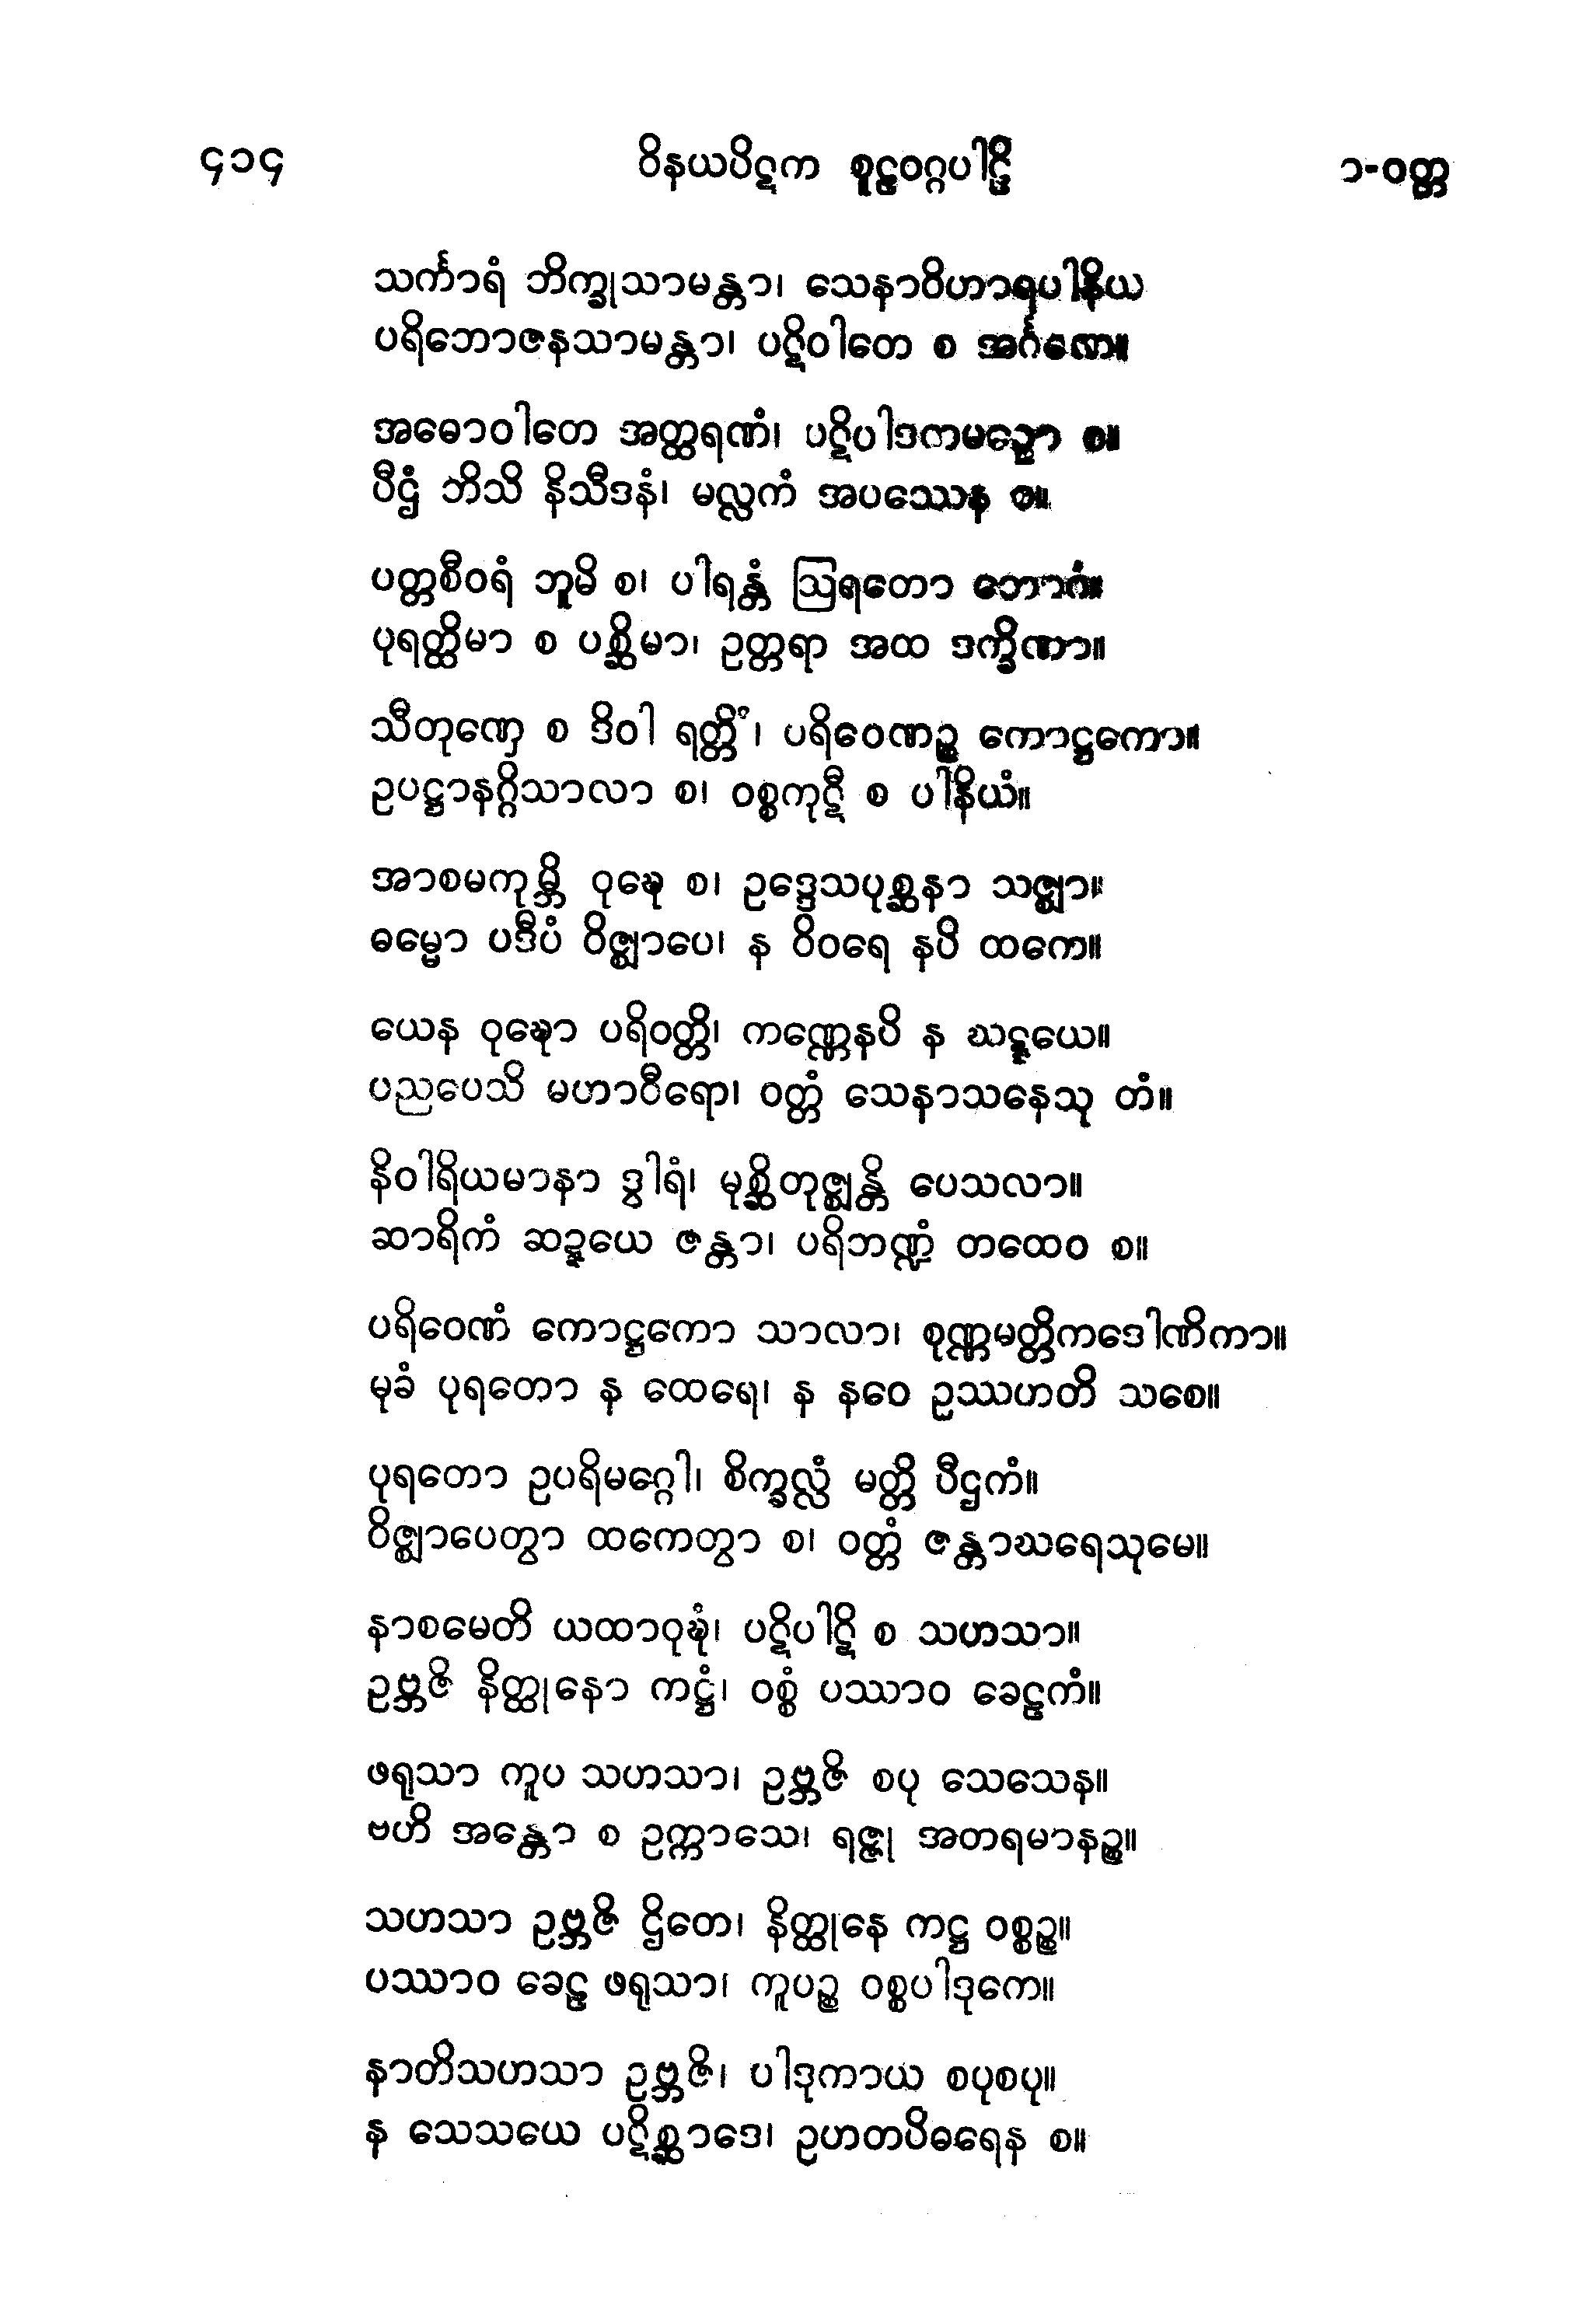 ၄၁၄ ဝိနယပိဋက စူဠဝဂ္ဂပါဠိ ၁-ဝတ္တ
သင်္ကာရံ ဘိက္ခုသာမန္တာ၊ သေနာဝိဟာရပါနိယ
ပရိဘောဇနသာမန္တာ၊ ပဋိဝါတေ စ အင်္ဂဏေ။
အဓောဝါတေ အတ္ထရဏံ၊ ပဋိပါဒကမဉ္စော စ။
ပီဌံ ဘိသိ နိသီဒနံ၊ မလ္လကံ အပဿေန စ။
ပတ္တစီဝရံ ဘူမိ စ၊ ပါရန္တံ ဩရတော ဘောဂံ။
ပုရတ္ထိမာ စ ပစ္ဆိမာ၊ ဥတ္တရာ အထ ဒက္ခိဏာ။
သီတုဏှေ စ ဒိဝါ ရတ္တိံ၊ ပရိဝေဏဉ္စ ကောဋ္ဌကော။
ဥပဋ္ဌာနဂ္ဂိသာလာ စ၊ ဝစ္စကုဋီ စ ပါနိယံ။
အာစမကုမ္ဘိ ဝုဍ္ဎေ စ၊ ဥဒ္ဒေသပုစ္ဆနာ သဇ္ဈာ။
ဓမ္မော ပဒီပံ ဝိဇ္ဈာပေ၊ န ဝိဝရေ နပိ ထကေ။
ယေန ဝုဍ္ဎော ပရိဝတ္တိ၊ ကဏ္ဏေနပိ န ဃဋ္ဋယေ။
ပညပေသိ မဟာဝီရော၊ ဝတ္တံ သေနာသနေသု တံ။
နိဝါရိယမာနာ ဒွါရံ၊ မုစ္ဆိတုဇ္ဈန္တိ ပေသလာ။
ဆာရိကံ ဆဍ္ဍယေ ဇန္တာ၊ ပရိဘဏ္ဍံ တထေဝ စ။
ပရိဝေဏံ ကောဋ္ဌကော သာလာ၊ စုဏ္ဏမတ္တိကဒေါဏိကာ။
မုခံ ပုရတော န ထေရေ၊ န နဝေ ဥဿဟတိ သစေ။
ပုရတော ဥပရိမဂ္ဂေါ၊ စိက္ခလ္လံ မတ္တိ ပီဌကံ။
ဝိဇ္ဈာပေတွာ ထကေတွာ စ၊ ဝတ္တံ ဇန္တာဃရေသုမေ။
နာစမေတိ ယထာဝုဍ္ဎံ၊ ပဋိပါဋိ စ သဟသာ။
ဥဗ္ဘဇိ နိတ္ထုနော ကဋ္ဌံ၊ ဝစ္စံ ပဿာဝ ခေဠကံ။
ဖရုသာ ကူပ သဟသာ၊ ဥဗ္ဘဇိ စပု သေသေန။
ဗဟိ အန္တော စ ဥက္ကာသေ၊ ရဇ္ဇု အတရမာနဉ္စ။
သဟသာ ဥဗ္ဘဇိ ဌိတေ၊ နိတ္ထုနေ ကဋ္ဌ ဝစ္စဉ္စ။
ပဿာဝ ခေဠ ဖရုသာ၊ ကူပဉ္စ ဝစ္စပါဒုကေ။
နာတိသဟသာ ဥဗ္ဘဇိ၊ ပါဒုကာယ စပုစပု။
န သေသယေ ပဋိစ္ဆာဒေ၊ ဥဟတပိဓရေန စ။